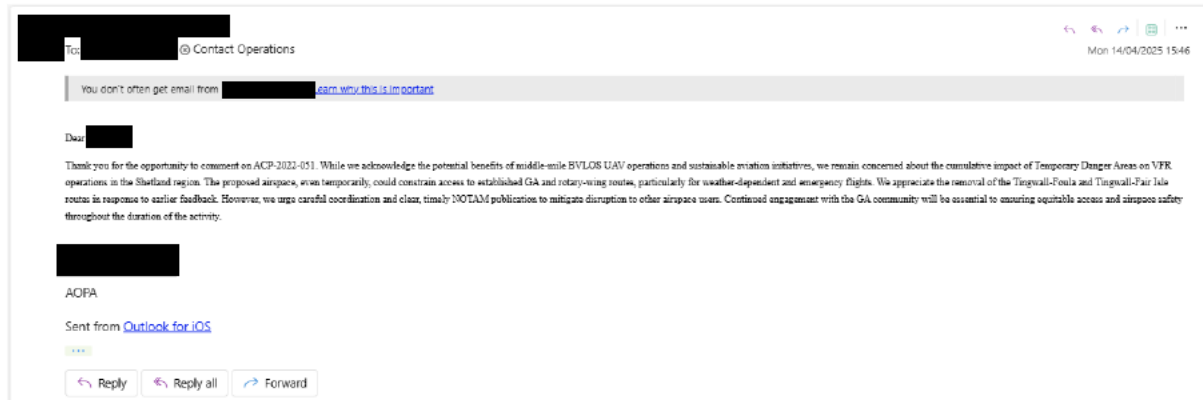 To: Contact Operations
Mon 14/04/2025 15:46
You don't often get email from earn why this is important
Dear
Thank you for the opportunity to comment on ACP-2022-051. While we acknowledge the potential benefits of middle-mile BVLOS UAV operations and sustainable aviation initiatives, we remain concerned about the cumulative impact of Temporary Danger Areas on VFR
operations in the Shetland region. The proposed airspace, even temporarily, could constrain access to established GA and rotary-wing routes, particularly for weather-dependent and emergency flights. We appreciate the removal of the Tingwall-Foula and Tingwall-Fair Isle
routes in response to earlier feedback. However, we urge careful coordination and clear, timely NOTAM publication to mitigate disruption to other airspace users. Continued engagement with the GA community will be essential to ensuring equitable access and airspace safety
throughout the duration of the activity.
AOPA
Sent from Outlook for iOS
Reply Reply all Forward